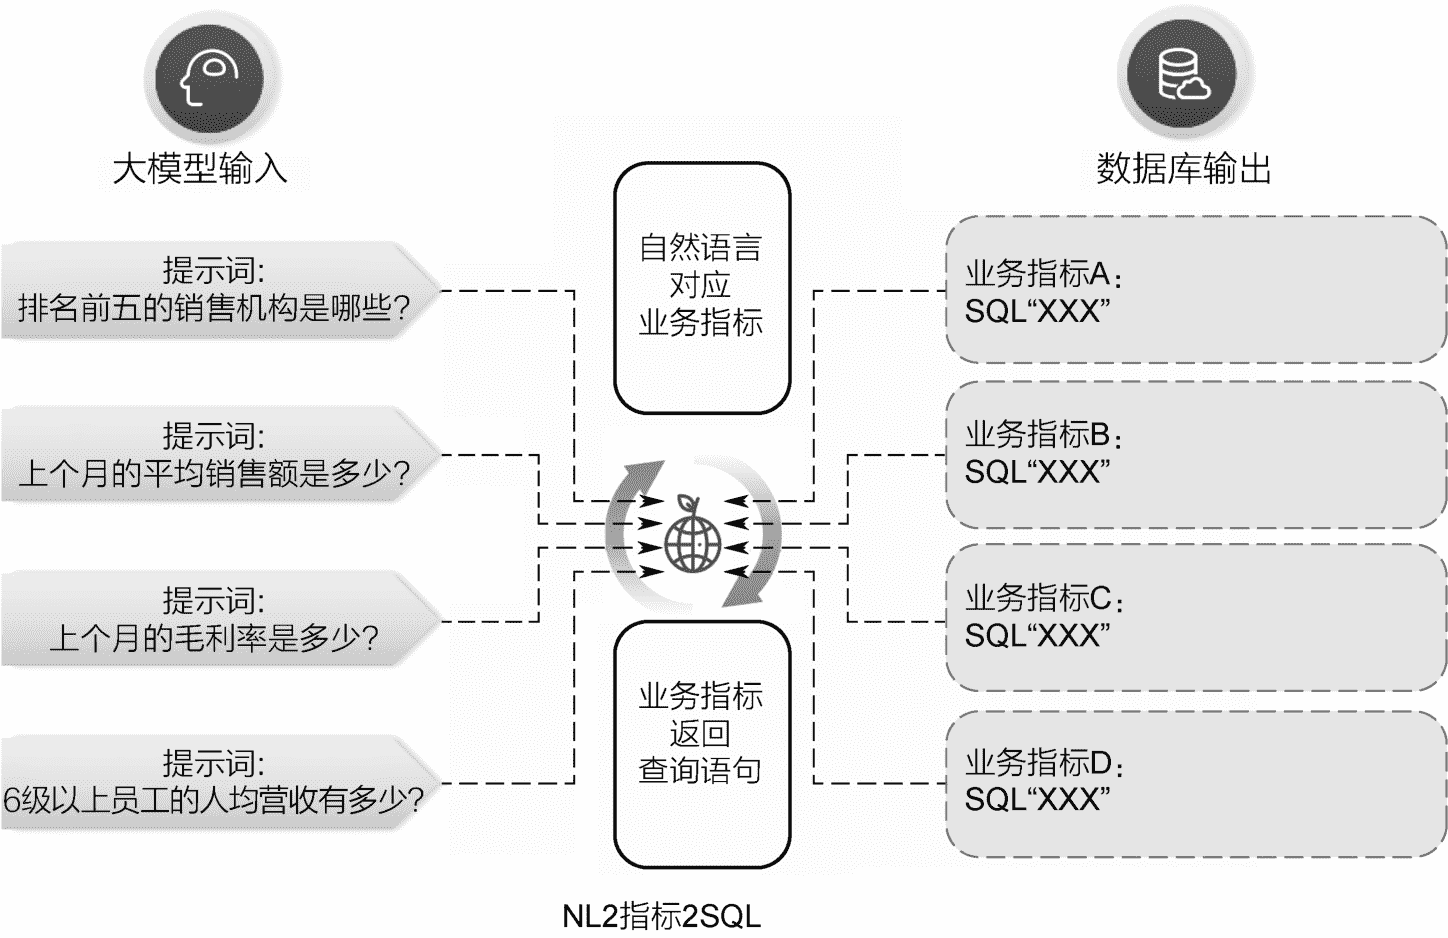 大模型输入
提示词:
排名前五的销售机构是哪些?
提示词:
上个月的平均销售额是多少?
提示词:
上个月的毛利率是多少?
提示词:
6级以上员工的人均营收有多少?
自然语言
对应
业务指标
业务指标
返回
查询语句
NL2指标2SQL
数据库输出
业务指标A：
SQL“XXX”
业务指标B：
SQL“XXX”
业务指标C：
SQL“XXX”
业务指标D：
SQL“XXX”